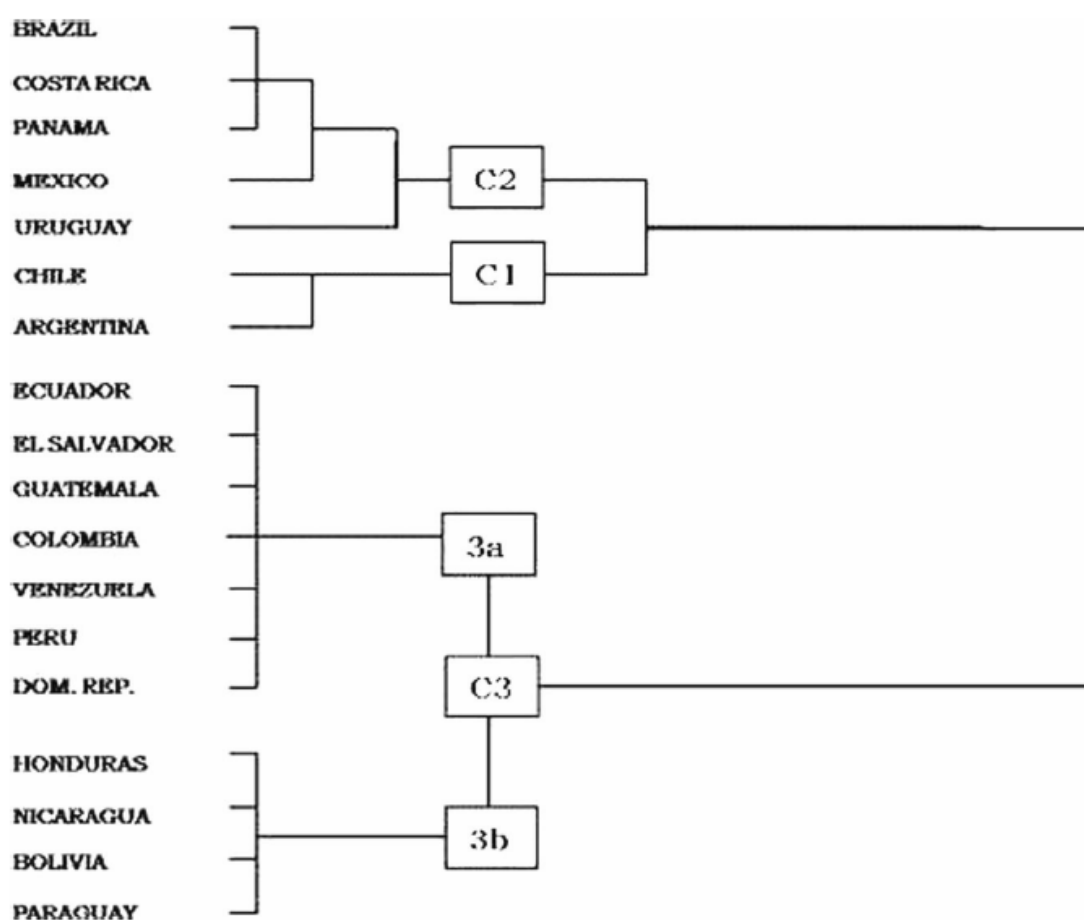 BRAZIL
COSTA RICA
PANAMA
MEXICO
C2
URUGUAY
CHILE
C1
ARGENTINA
ECUADOR
EL SALVADOR
GUATEMALA
COLOMBIA
3a
VENEZUELA
PERU
DOM. REP.
C3
HONDURAS
NICARAGUA
3b
BOLIVIA
PARAGUAY